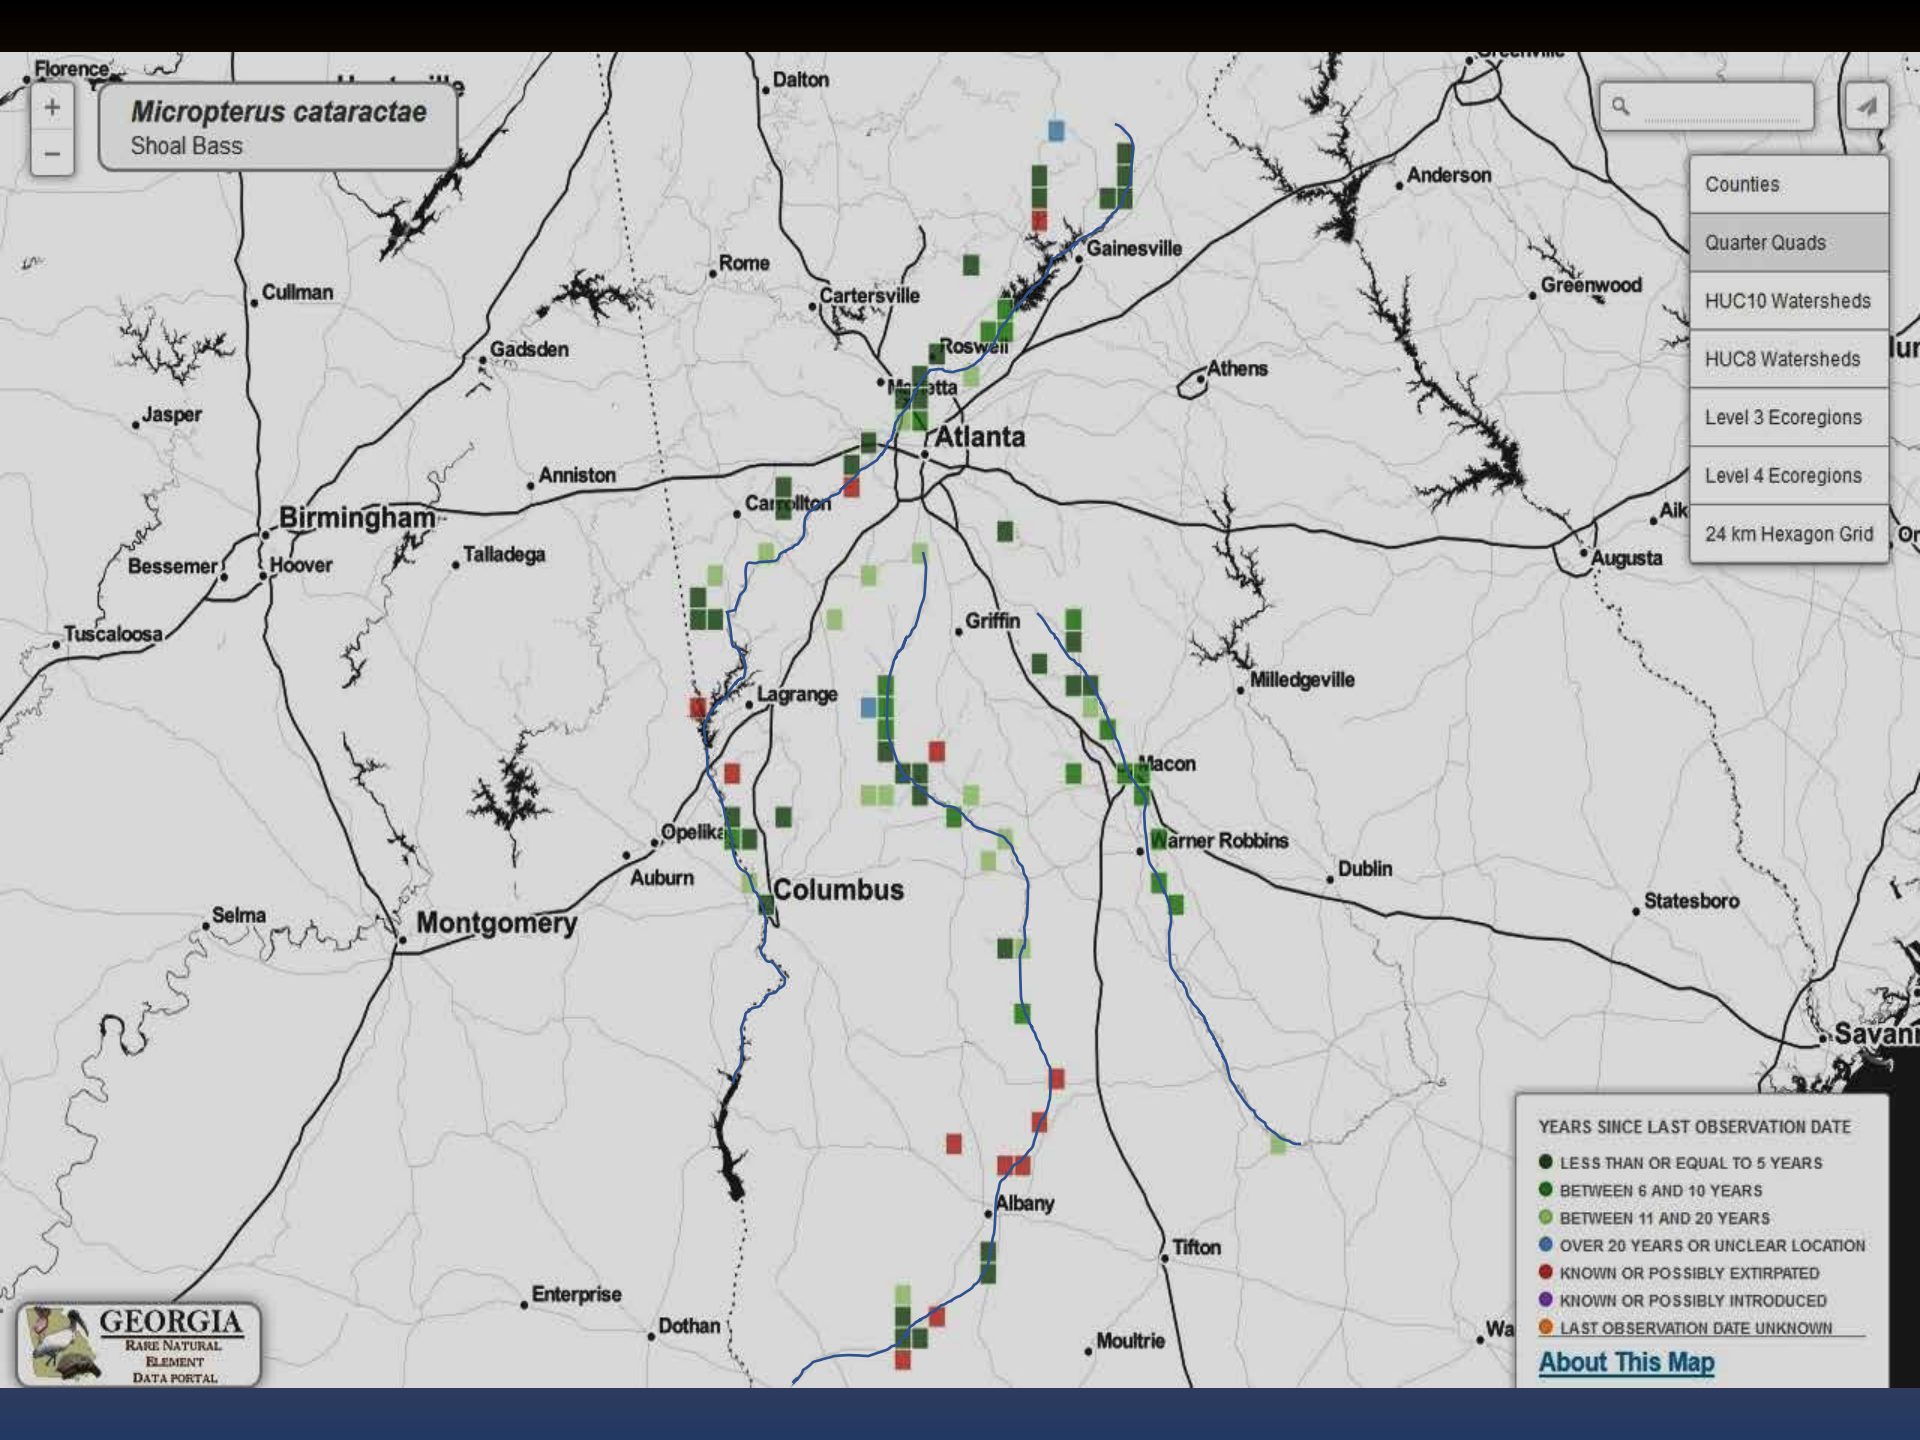 Florence
Dalton
Micropterus cataractae
Shoal Bass
+
−
Anderson
Counties
Quarter Quads
HUC10 Watersheds
HUC8 Watersheds
Level 3 Ecoregions
Level 4 Ecoregions
24 km Hexagon Grid
Gainesville
Rome
Cullman
Cartersville
Greenwood
Roswell
Gadsden
Athens
Marietta
Jasper
Atlanta
Anniston
Carrollton
Birmingham
Aik
Talladega
Augusta
Bessemer
Hoover
Griffin
Tuscaloosa
Milledgeville
Lagrange
Macon
Opelika
Warner Robbins
Dublin
Auburn
Columbus
Statesboro
Selma
Montgomery
Savann
Albany
Tifton
Enterprise
Dothan
Moultrie
Wa
YEARS SINCE LAST OBSERVATION DATE
LESS THAN OR EQUAL TO 5 YEARS
BETWEEN 6 AND 10 YEARS
BETWEEN 11 AND 20 YEARS
OVER 20 YEARS OR UNCLEAR LOCATION
KNOWN OR POSSIBLY EXTIRPATED
KNOWN OR POSSIBLY INTRODUCED
LAST OBSERVATION DATE UNKNOWN
About This Map
GEORGIA
RARE NATURAL
ELEMENT
DATA PORTAL